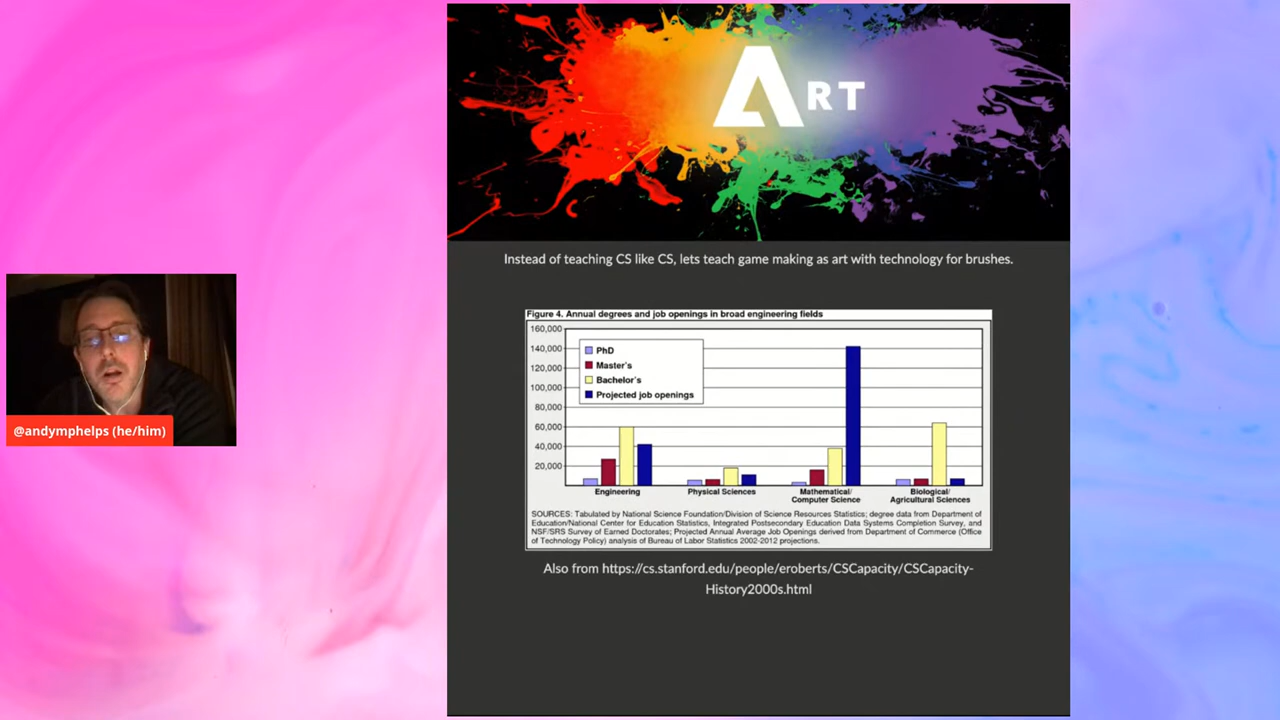 ART
Instead of teaching CS like CS, lets teach game making as art with technology for brushes.
@andymphelps (he/him)
Figure 4. Annual degrees and job openings in broad engineering fields
160,000
140,000
120,000
100,000
80,000
60,000
40,000
20,000
PhD
Master's
Bachelor's
Projected job openings
Engineering
Physical Sciences
Mathematical/
Computer Science
Biological/
Agricultural Sciences
SOURCES: Tabulated by National Science Foundation/Division of Science Resources Statistics; degree data from Department of
Education/National Center for Education Statistics, Integrated Postsecondary Education Data Systems Completion Survey, and
NSF/SRS Survey of Earned Doctorates; Projected Annual Average Job Openings derived from Department of Commerce (Office
of Technology Policy) analysis of Bureau of Labor Statistics 2002-2012 projections.
Also from https://cs.stanford.edu/people/eroberts/CSCapacity/CSCapacity-
History2000s.html